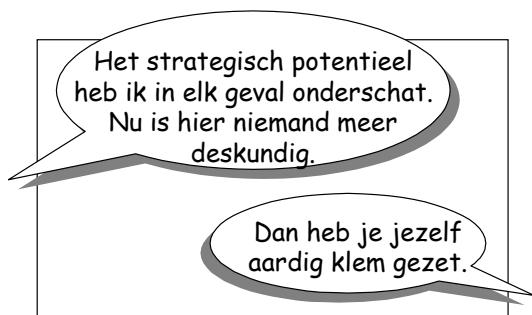 Het strategisch potentieel
heb ik in elk geval onderschat.
Nu is hier niemand meer
deskundig.
Dan heb je jezelf
aardig klem gezet.